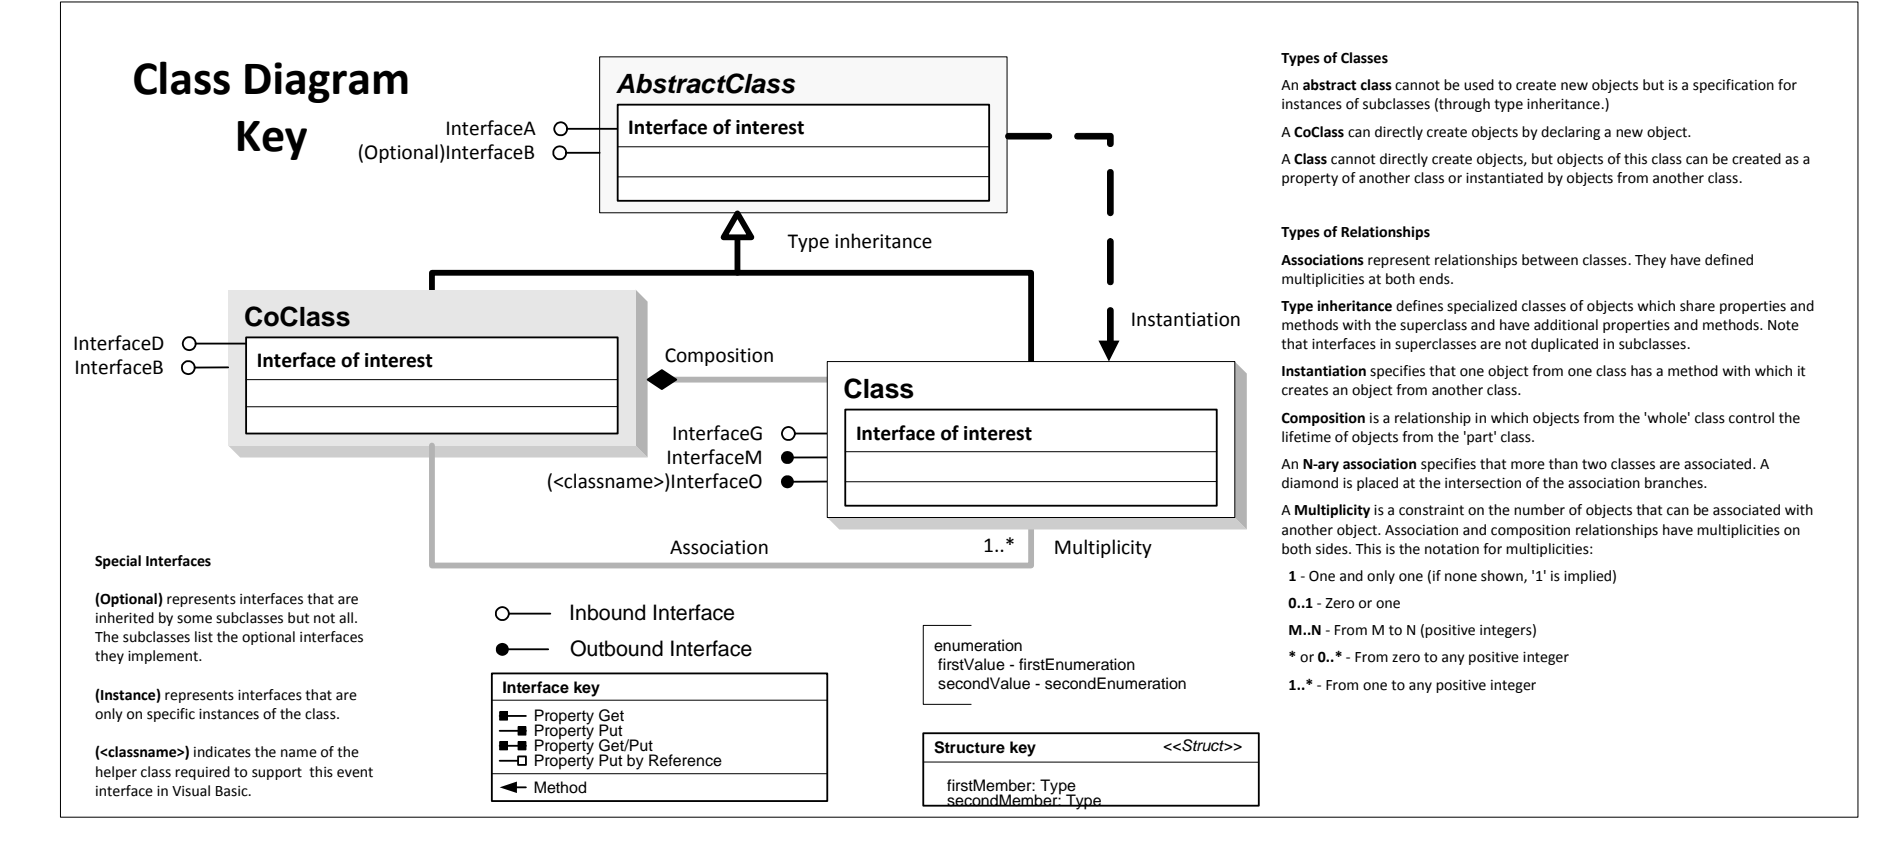 Class Diagram
Key
AbstractClass
Interface of interest
InterfaceA
(Optional)InterfaceB
Type inheritance
CoClass
Interface of interest
InterfaceD
InterfaceB
Composition
Instantiation
Class
Interface of interest
InterfaceG
InterfaceM
(<classname>)InterfaceO
Association
1..*
Multiplicity
Special Interfaces
(Optional) represents interfaces that are
inherited by some subclasses but not all.
The subclasses list the optional interfaces
they implement.
(Instance) represents interfaces that are
only on specific instances of the class.
(<classname>) indicates the name of the
helper class required to support  this event
interface in Visual Basic.
Inbound Interface
Outbound Interface
Interface key
Property Get
Property Put
Property Get/Put
Property Put by Reference
Method
enumeration
firstValue - firstEnumeration
secondValue - secondEnumeration
Structure key <<Struct>>
firstMember: Type
secondMember: Type
Types of Classes
An abstract class cannot be used to create new objects but is a specification for
instances of subclasses (through type inheritance.)
A CoClass can directly create objects by declaring a new object.
A Class cannot directly create objects, but objects of this class can be created as a
property of another class or instantiated by objects from another class.
Types of Relationships
Associations represent relationships between classes. They have defined
multiplicities at both ends.
Type inheritance defines specialized classes of objects which share properties and
methods with the superclass and have additional properties and methods. Note
that interfaces in superclasses are not duplicated in subclasses.
Instantiation specifies that one object from one class has a method with which it
creates an object from another class.
Composition is a relationship in which objects from the 'whole' class control the
lifetime of objects from the 'part' class.
An N-ary association specifies that more than two classes are associated. A
diamond is placed at the intersection of the association branches.
A Multiplicity is a constraint on the number of objects that can be associated with
another object. Association and composition relationships have multiplicities on
both sides. This is the notation for multiplicities:
1 - One and only one (if none shown, '1' is implied)
0..1 - Zero or one
M..N - From M to N (positive integers)
* or 0..* - From zero to any positive integer
1..* - From one to any positive integer